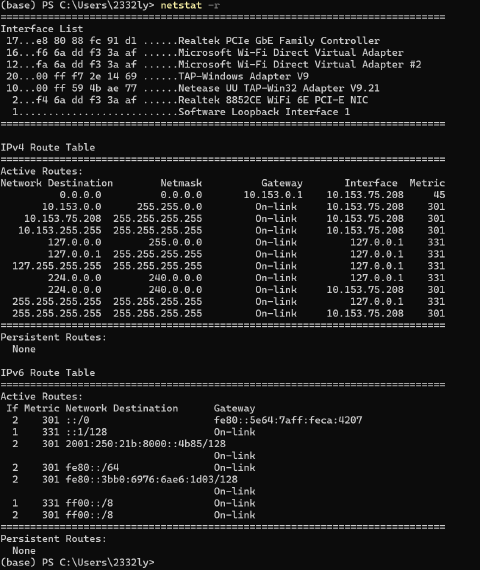 (base) PS C:\Users\2332ly> netstat -r
===========================================================================
Interface List
 17...e8 80 88 fc 91 d1 ......Realtek PCIe GbE Family Controller
 16...f6 6a dd f3 3a af ......Microsoft Wi-Fi Direct Virtual Adapter
 12...fa 6a dd f3 3a af ......Microsoft Wi-Fi Direct Virtual Adapter #2
 20...00 ff f7 2e 14 69 ......TAP-Windows Adapter V9
 10...00 ff 59 4b ae 77 ......Netease UU TAP-Win32 Adapter V9.21
  2...f4 6a dd f3 3a af ......Realtek 8852CE WiFi 6E PCI-E NIC
  1...........................Software Loopback Interface 1
===========================================================================

IPv4 Route Table
===========================================================================
Active Routes:
Network Destination        Netmask          Gateway       Interface  Metric
          0.0.0.0          0.0.0.0       10.153.0.1    10.153.75.208     45
       10.153.0.0      255.255.0.0         On-link     10.153.75.208    301
    10.153.75.208  255.255.255.255         On-link     10.153.75.208    301
   10.153.255.255  255.255.255.255         On-link     10.153.75.208    301
        127.0.0.0        255.0.0.0         On-link         127.0.0.1    331
        127.0.0.1  255.255.255.255         On-link         127.0.0.1    331
  127.255.255.255  255.255.255.255         On-link         127.0.0.1    331
        224.0.0.0        240.0.0.0         On-link         127.0.0.1    331
        224.0.0.0        240.0.0.0         On-link     10.153.75.208    301
  255.255.255.255  255.255.255.255         On-link         127.0.0.1    331
  255.255.255.255  255.255.255.255         On-link     10.153.75.208    301
===========================================================================
Persistent Routes:
  None

IPv6 Route Table
===========================================================================
Active Routes:
 If Metric Network Destination      Gateway
  2    301 ::/0                     fe80::5e64:7aff:feca:4207
  1    331 ::1/128                  On-link
  2    301 2001:250:21b:8000::4b85/128
                                    On-link
  2    301 fe80::/64                On-link
  2    301 fe80::3bb0:6976:6ae6:1d03/128
                                    On-link
  1    331 ff00::/8                 On-link
  2    301 ff00::/8                 On-link
===========================================================================
Persistent Routes:
  None
(base) PS C:\Users\2332ly>